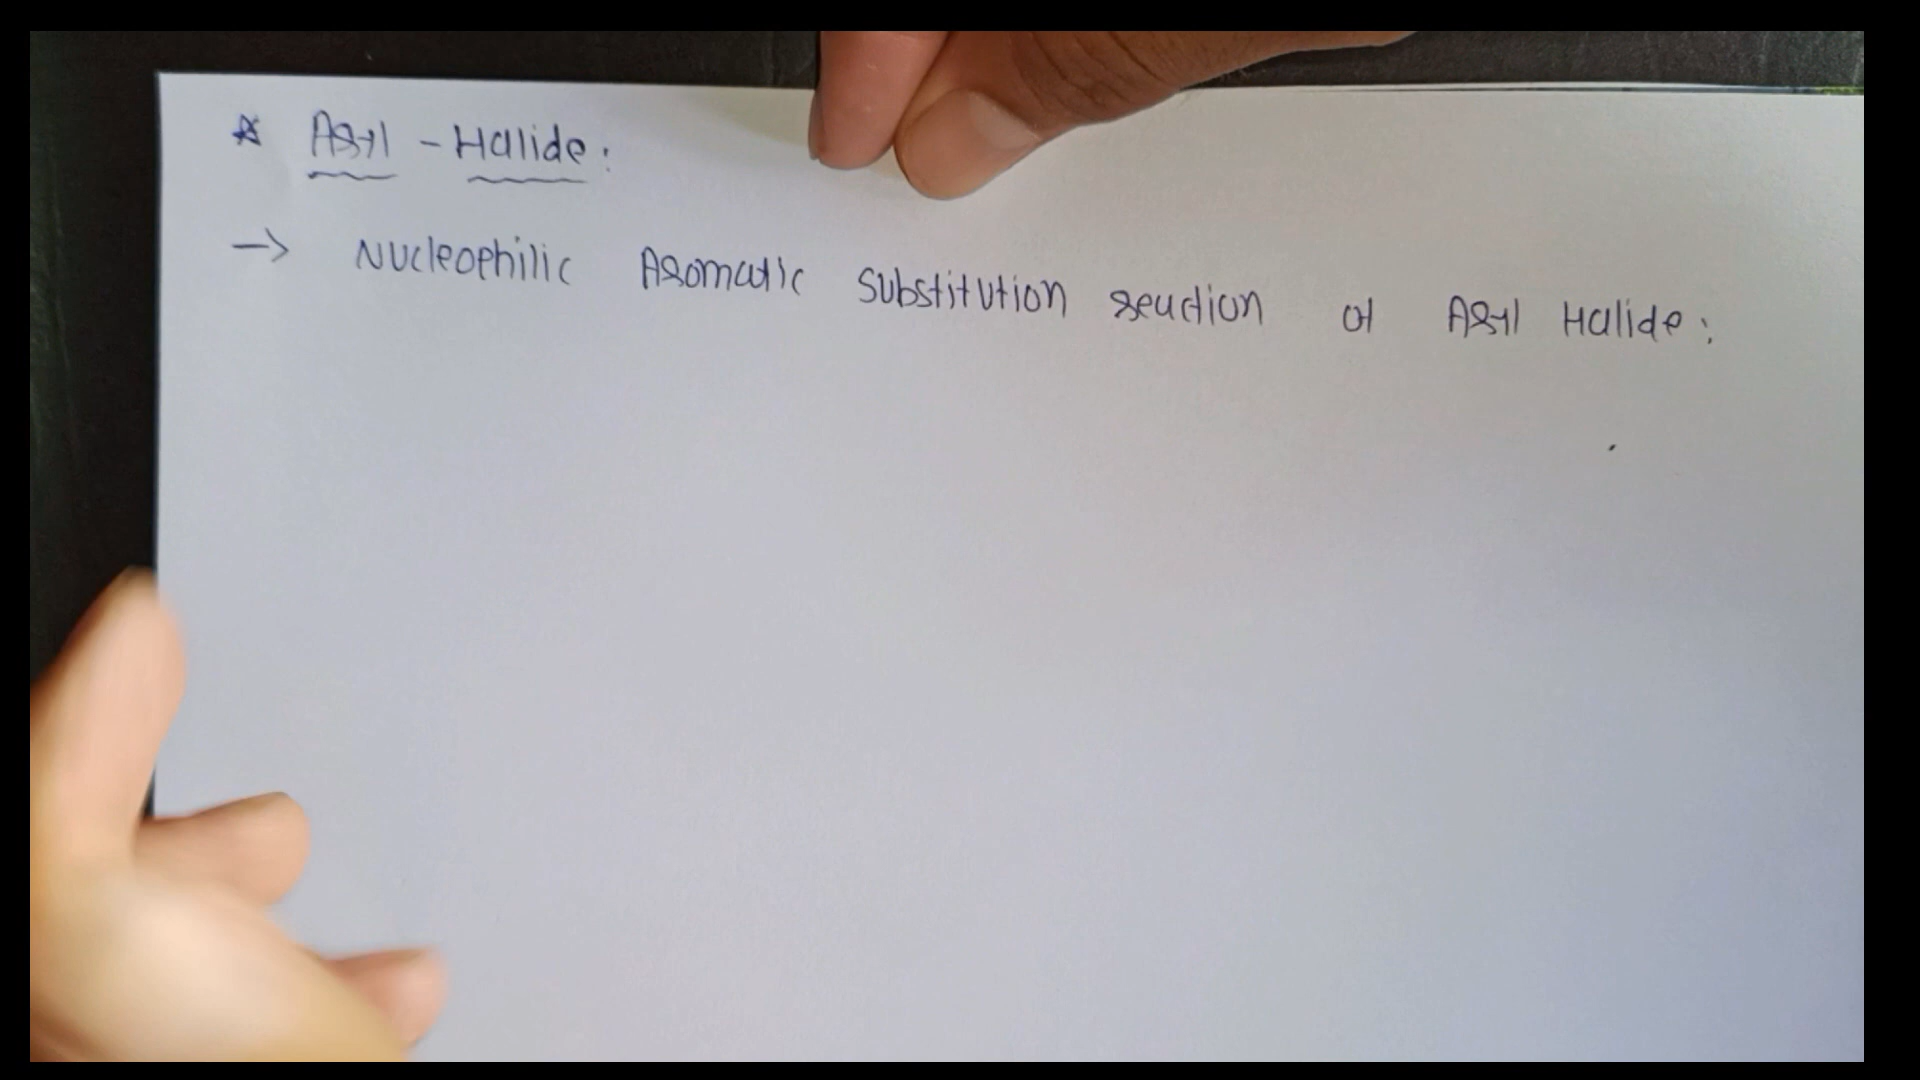 * Aryl - Halide:
→ Nucleophilic Aromatic Substitution reaction of Aryl Halide: